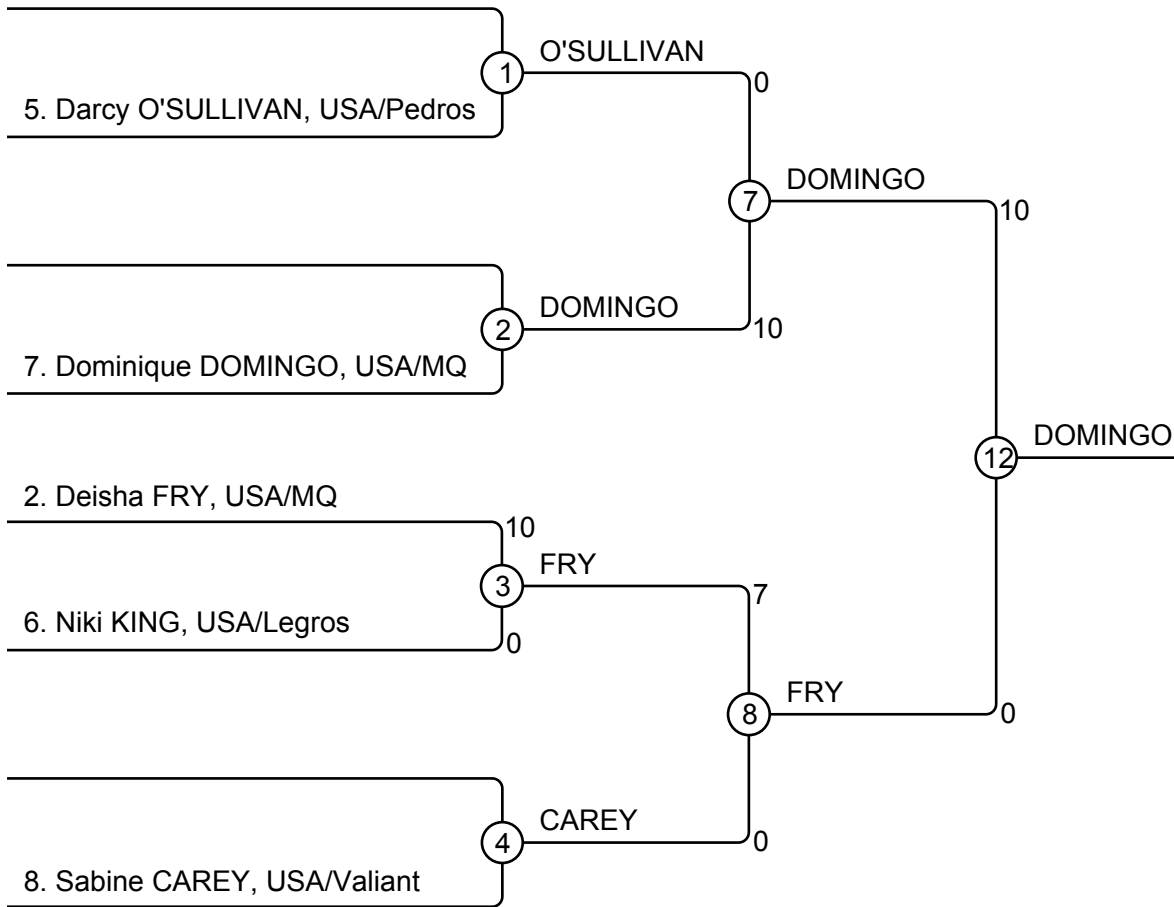 O'SULLIVAN
1
0
5. Darcy O'SULLIVAN, USA/Pedros
DOMINGO
7
10
DOMINGO
2
10
7. Dominique DOMINGO, USA/MQ
DOMINGO
12
2. Deisha FRY, USA/MQ
10
FRY
3
7
6. Niki KING, USA/Legros
0
FRY
8
0
CAREY
4
0
8. Sabine CAREY, USA/Valiant